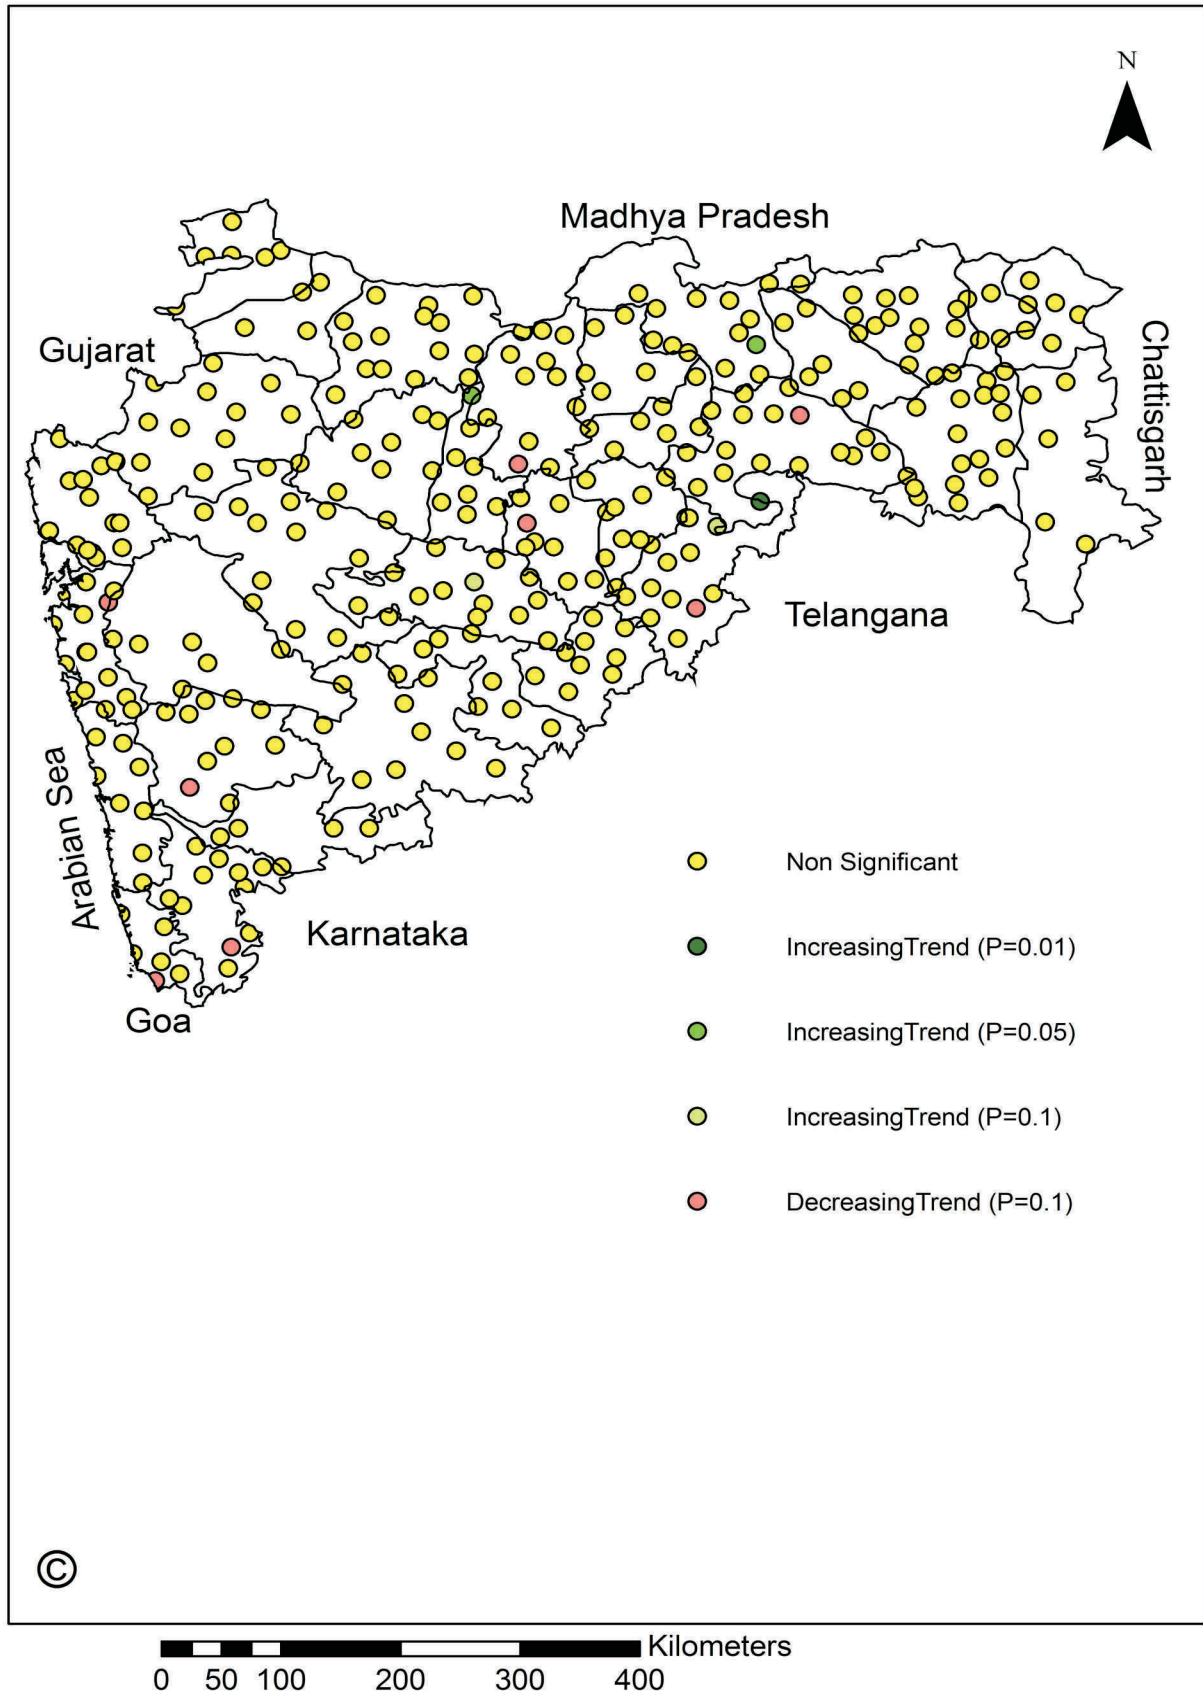 N
Madhya Pradesh
Gujarat
Chattisgarh
Telangana
Arabian Sea
Karnataka
Goa
Non Significant
IncreasingTrend (P=0.01)
IncreasingTrend (P=0.05)
IncreasingTrend (P=0.1)
DecreasingTrend (P=0.1)
©
Kilometers
0 50 100 200 300 400